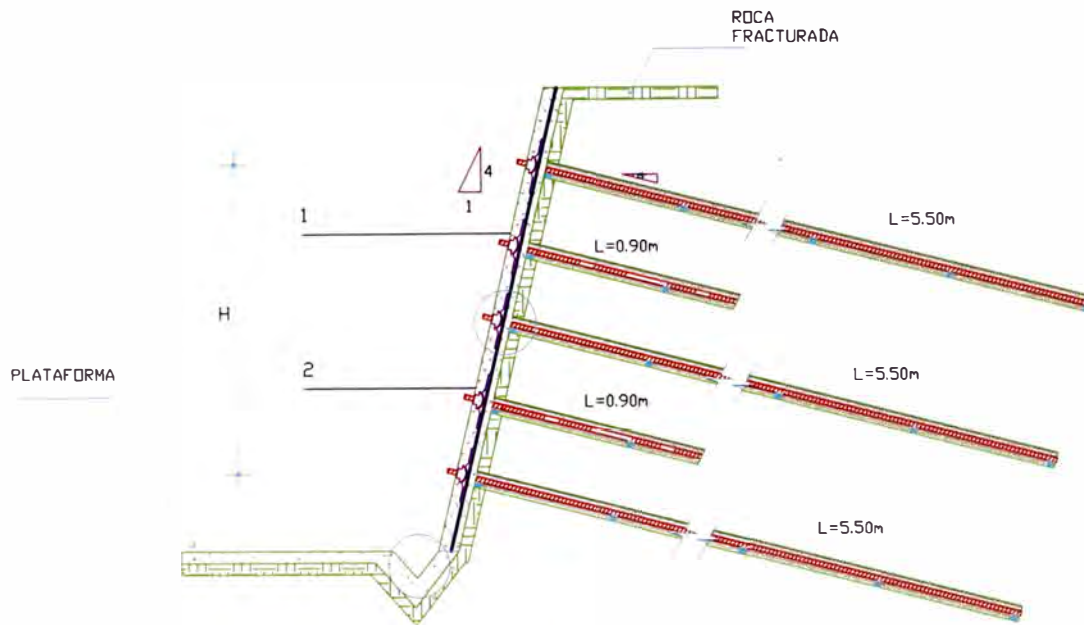 ROCA
FRACTURADA
4
1
1
L=5.50m
L=0.90m
H
2
L=5.50m
PLATAFORMA
L=0.90m
L=5.50m